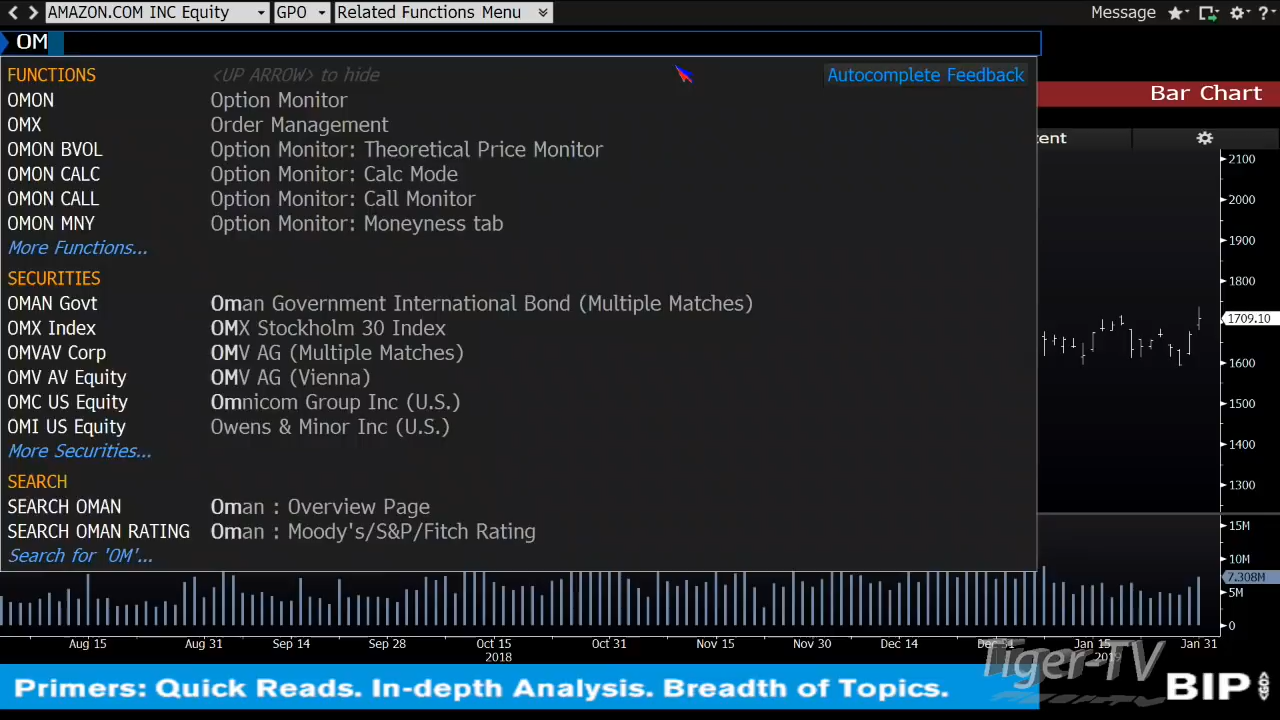 AMAZON.COM INC Equity GPO Related Functions Menu Message ?
OM
FUNCTIONS <UP ARROW> to hide Autocomplete Feedback
OMON Option Monitor
OMX Order Management
OMON BVOL Option Monitor: Theoretical Price Monitor
OMON CALC Option Monitor: Calc Mode
OMON CALL Option Monitor: Call Monitor
OMON MNY Option Monitor: Moneyness tab
More Functions...
SECURITIES
OMAN Govt Oman Government International Bond (Multiple Matches)
OMX Index OMX Stockholm 30 Index
OMVAV Corp OMV AG (Multiple Matches)
OMV AV Equity OMV AG (Vienna)
OMC US Equity Omnicom Group Inc (U.S.)
OMI US Equity Owens & Minor Inc (U.S.)
More Securities...
SEARCH
SEARCH OMAN Oman : Overview Page
SEARCH OMAN RATING Oman : Moody's/S&P/Fitch Rating
Search for 'OM'...
Bar Chart
2100
2000
1900
1800
1709.10
1600
1500
1400
1300
15M
10M
7.308M
5M
0
Aug 15 Aug 31 Sep 14 Sep 28 Oct 15 Oct 31 Nov 15 Nov 30 Dec 14 Dec 31 Jan 15 Jan 31
2018 2019
Tiger-TV
Primers: Quick Reads. In-depth Analysis. Breadth of Topics.
BIP